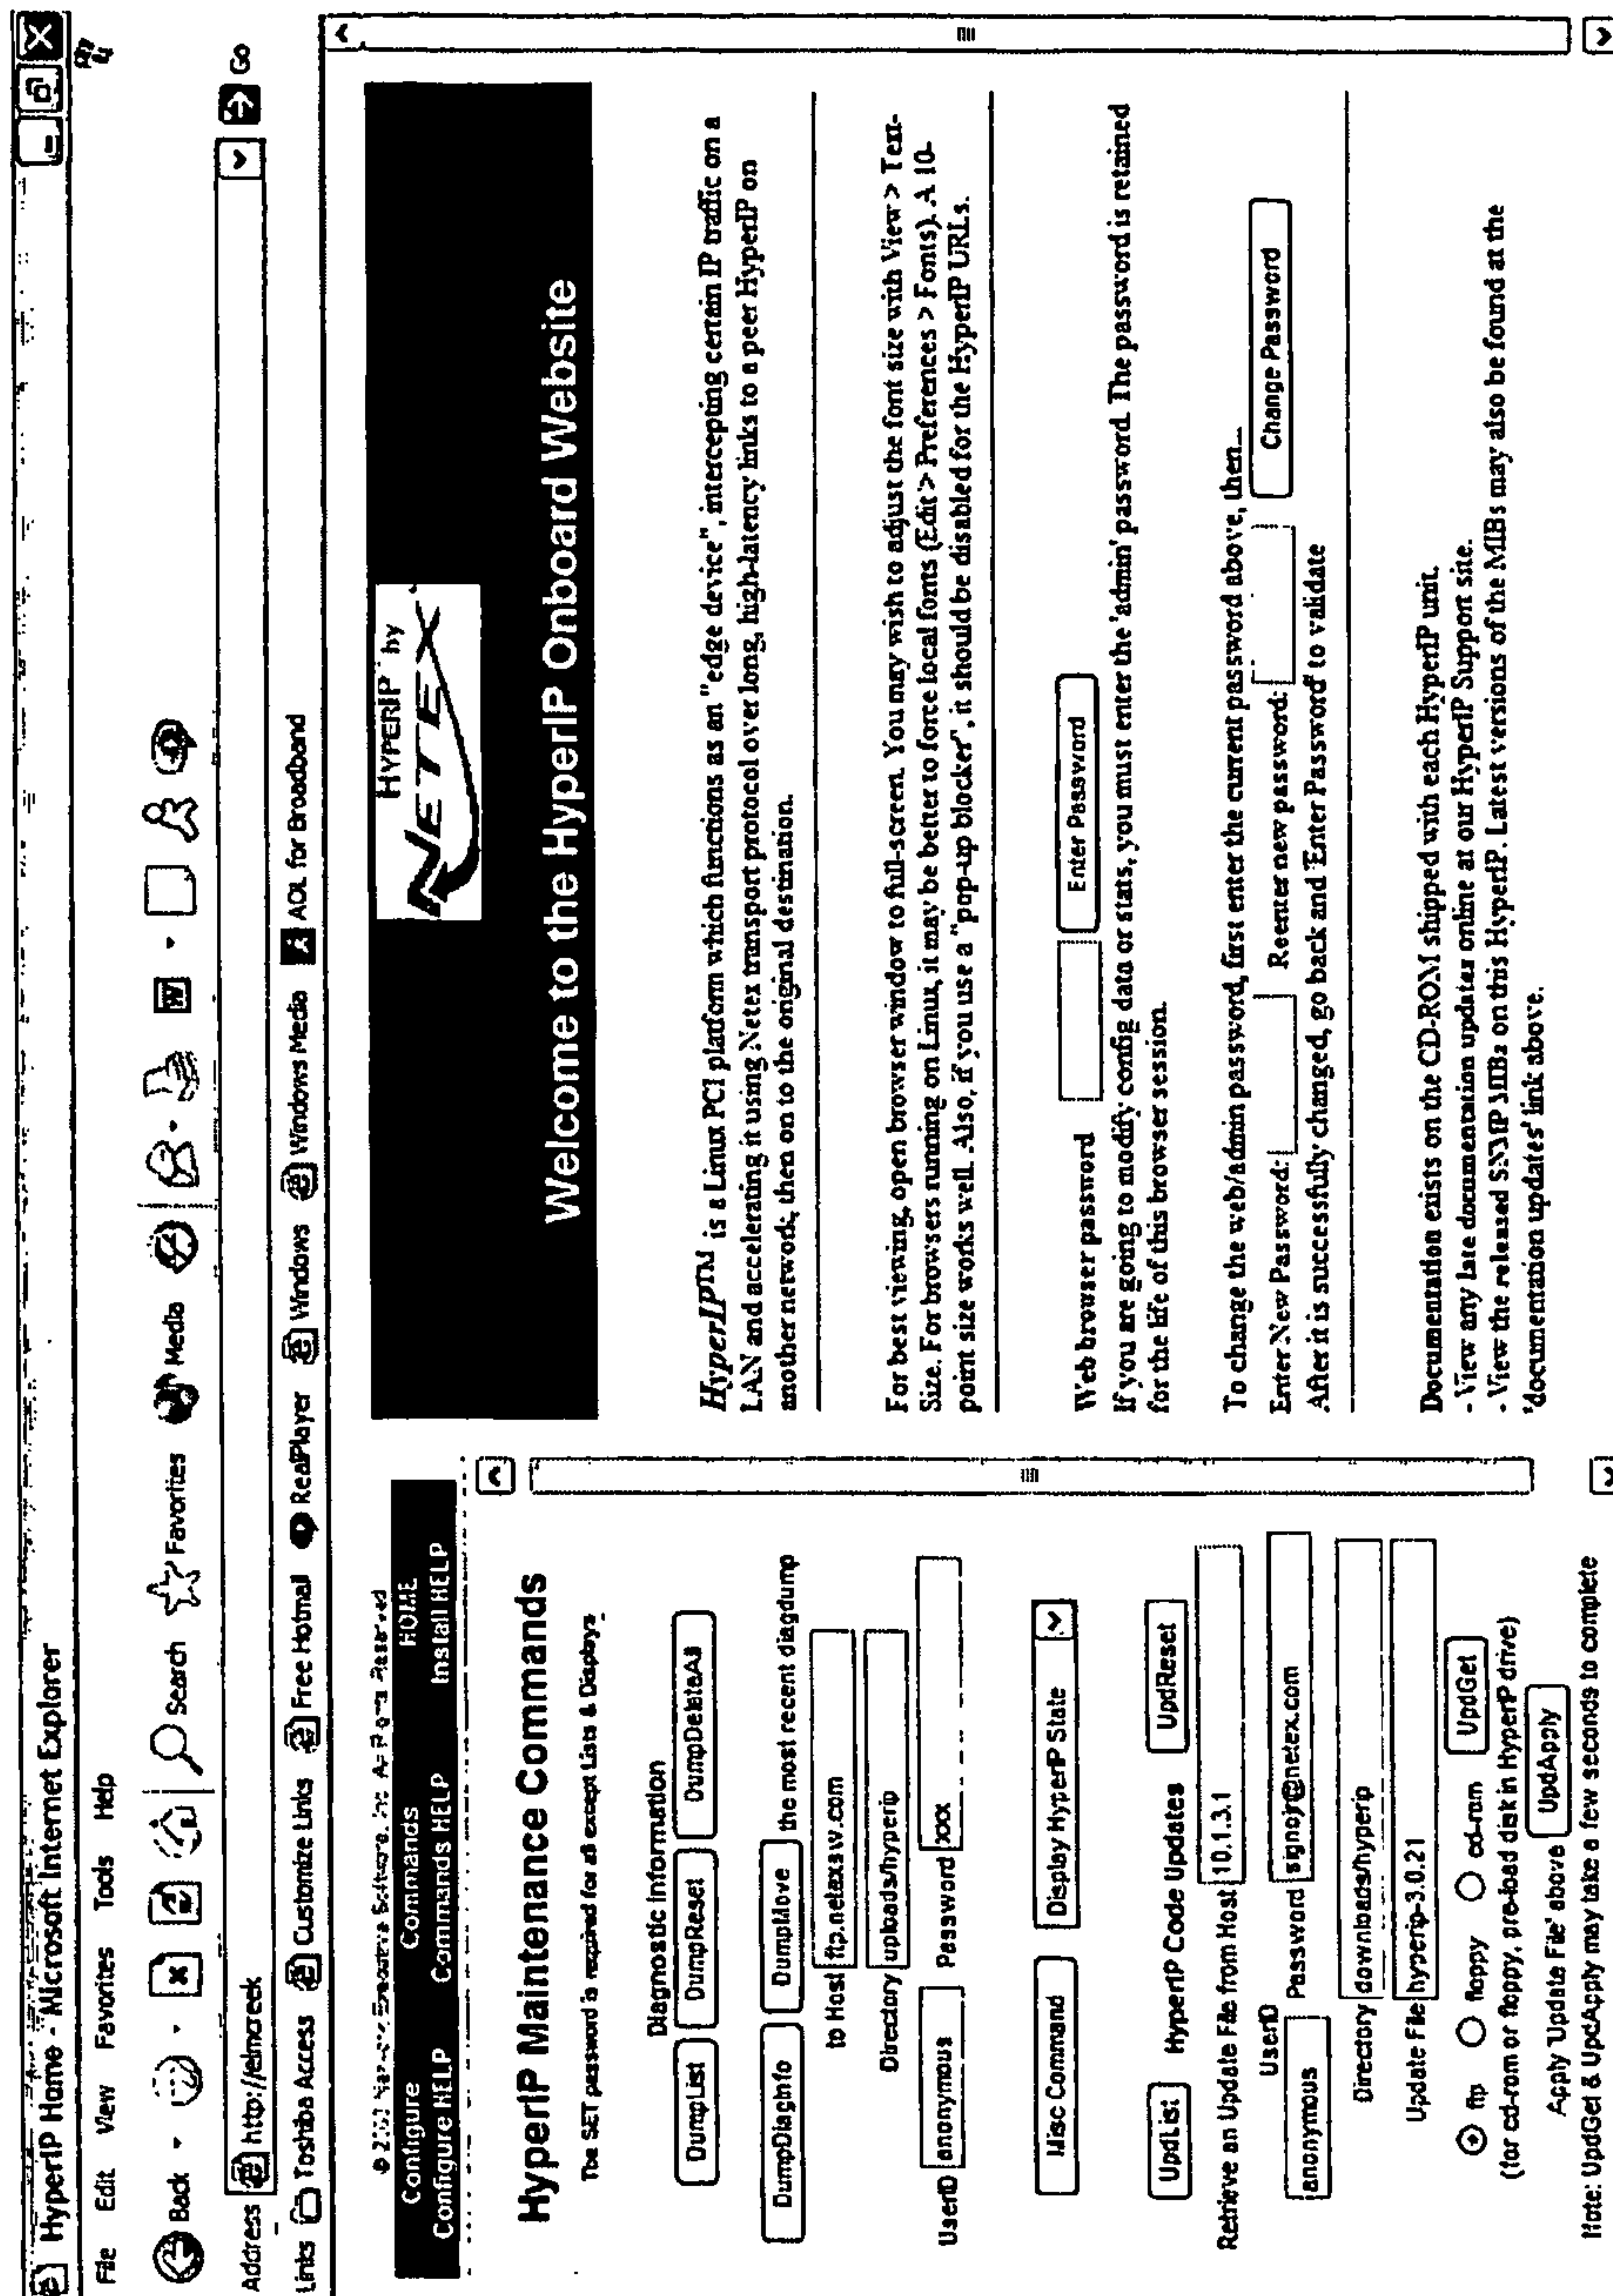 HyperIP Home - Microsoft Internet Explorer
File Edit View Favorites Tools Help
Back Search Favorites Media
Address http://elmcreek Go
Links Toshiba Access Customize Links Free Hotmail RealPlayer Windows Windows Media AOL for Broadband
Configure Commands HOME
Configure HELP Commands HELP Install HELP
HyperIP Maintenance Commands
The SET password is required for all except Lists & Displays
Diagnostic Information
DumpList DumpReset DumpDeleteAll
DumpDiagInfo DumpMove the most recent diagdump
to Host ftp.netexsw.com
Directory uploads/hyperip
UserID anonymous Password xxx
Misc Command Display HyperIP State
UpdList HyperIP Code Updates UpdReset
Retrieve an Update File from Host 10.1.3.1
UserID
anonymous Password signojr@netex.com
Directory downloads/hyperip
Update File hyperip-3.0.21
ftp floppy cd-rom UpdGet
(for cd-rom or floppy, pre-load disk in HyperIP drive)
Apply 'Update File' above UpdApply
Note: UpdGet & UpdApply may take a few seconds to complete
HYPERIP by
NETEX
Welcome to the HyperIP Onboard Website
HyperIP™ is a Linux PCI platform which functions as an "edge device", intercepting certain IP traffic on a
LAN and accelerating it using Netex transport protocol over long, high-latency links to a peer HyperIP on
another network, then on to the original destination.
For best viewing, open browser window to full-screen. You may wish to adjust the font size with View > Text-
Size. For browsers running on Linux, it may be better to force local fonts (Edit > Preferences > Fonts). A 10-
point size works well. Also, if you use a "pop-up blocker", it should be disabled for the HyperIP URLs.
Web browser password Enter Password
If you are going to modify config data or stats, you must enter the 'admin' password. The password is retained
for the life of this browser session.
To change the web/admin password, first enter the current password above, then...
Enter New Password: Reenter new password: Change Password
After it is successfully changed, go back and 'Enter Password' to validate
Documentation exists on the CD-ROM shipped with each HyperIP unit.
- View any late documentation updates online at our HyperIP Support site.
- View the released SNMP MIBs on this HyperIP. Latest versions of the MIBs may also be found at the
'documentation updates' link above.